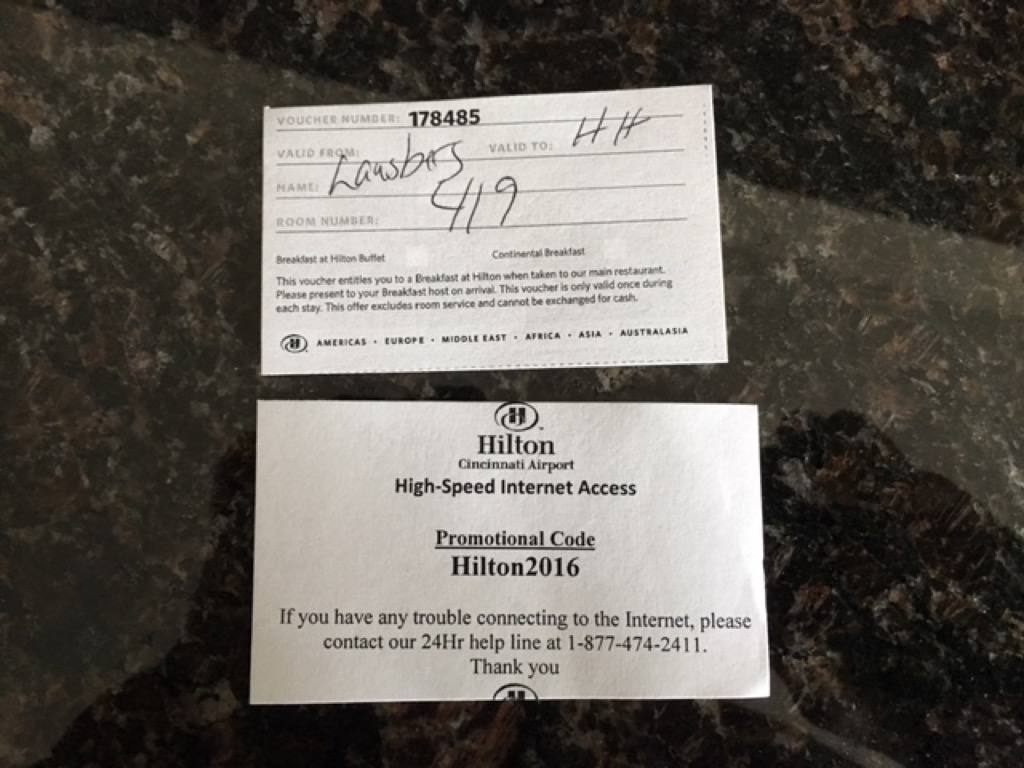 VOUCHER NUMBER: 178485
VALID FROM: VALID TO: HH
NAME:
419
ROOM NUMBER:
Breakfast at Hilton Buffet Continental Breakfast
This voucher entitles you to a Breakfast at Hilton when taken to our main restaurant.
Please present to your Breakfast host on arrival. This voucher is only valid once during
each stay. This offer excludes room service and cannot be exchanged for cash.
H AMERICAS · EUROPE · MIDDLE EAST · AFRICA · ASIA · AUSTRALASIA
H
Hilton
Cincinnati Airport
High-Speed Internet Access
Promotional Code
Hilton2016
If you have any trouble connecting to the Internet, please
contact our 24Hr help line at 1-877-474-2411.
Thank you